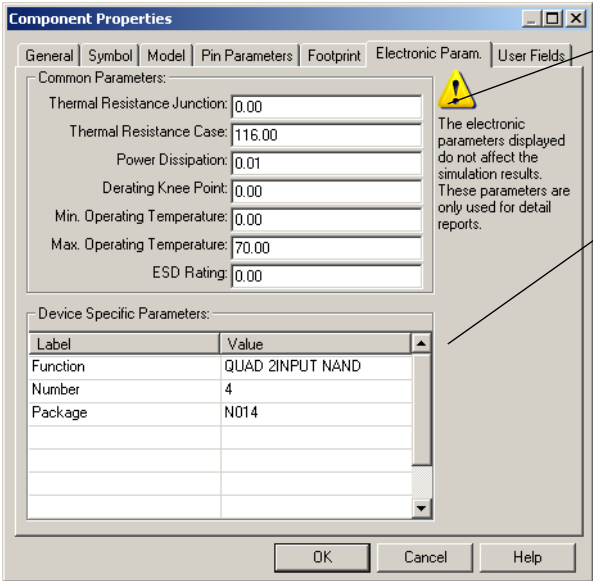 Component Properties
General Symbol Model Pin Parameters Footprint Electronic Param. User Fields
Common Parameters:
Thermal Resistance Junction: 0.00
Thermal Resistance Case: 116.00
Power Dissipation: 0.01
Derating Knee Point: 0.00
Min. Operating Temperature: 0.00
Max. Operating Temperature: 70.00
ESD Rating: 0.00
The electronic
parameters displayed
do not affect the
simulation results.
These parameters are
only used for detail
reports.
Device Specific Parameters:
Label Value
Function QUAD 2INPUT NAND
Number 4
Package N014
OK Cancel Help